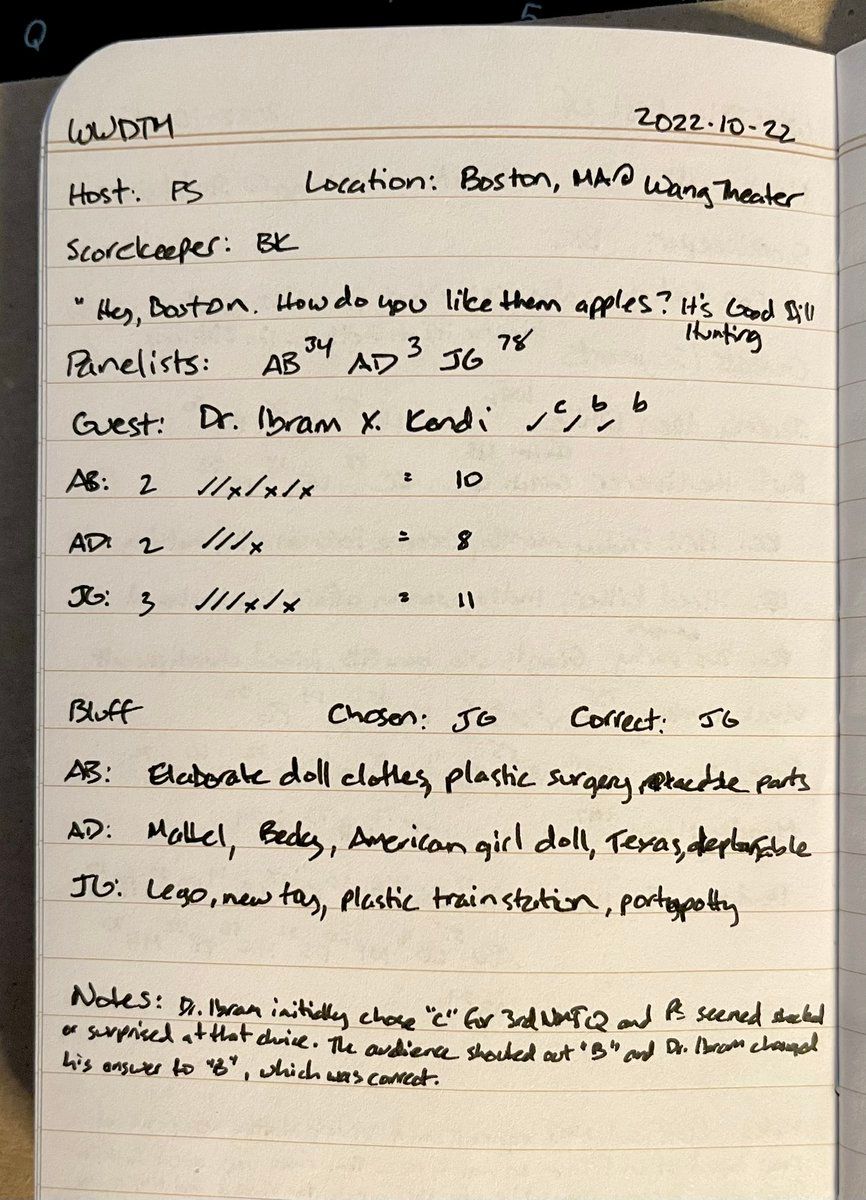 Q 5
WWDTM 2022.10-22
Host: PS Location: Boston, MA @ Wang Theater
Scorekeeper: BK
"Hey, Boston. How do you like them apples? It's Good Bill
Hunting
Panelists: AB 34 AD 3 JG 78
Guest: Dr. Ibram X. Kendi ✓ c ✓ b ✓ b
AB: 2 //x/x/x = 10
AD: 2 ///x = 8
JG: 3 ///x/x = 11
Bluff Chosen: JG Correct: JG
AB: Elaborate doll clothes, plastic surgery, parts
AD: Mattel, Becky, American girl doll, Texas,
JG: Lego, new toy, plastic train station, portapotty
Notes: Dr. Ibram initially chose "C" for 3rd NMJQ and PS seemed shocked
or surprised at that choice. The audience shouted out "B" and Dr. Ibram changed
his answer to "B", which was correct.